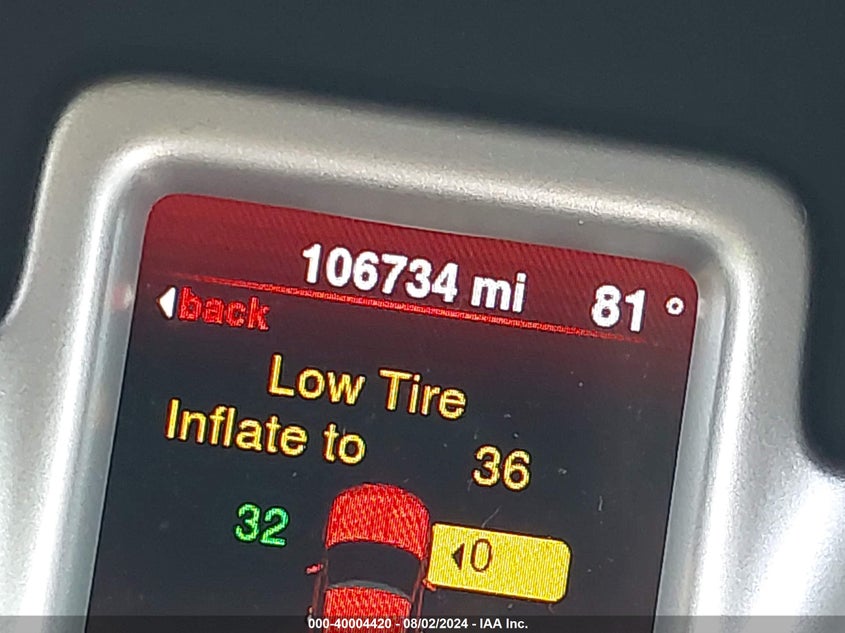 106734 mi 81 °
back
Low Tire
Inflate to 36
32 0
000-40004420 - 08/02/2024 - IAA Inc.